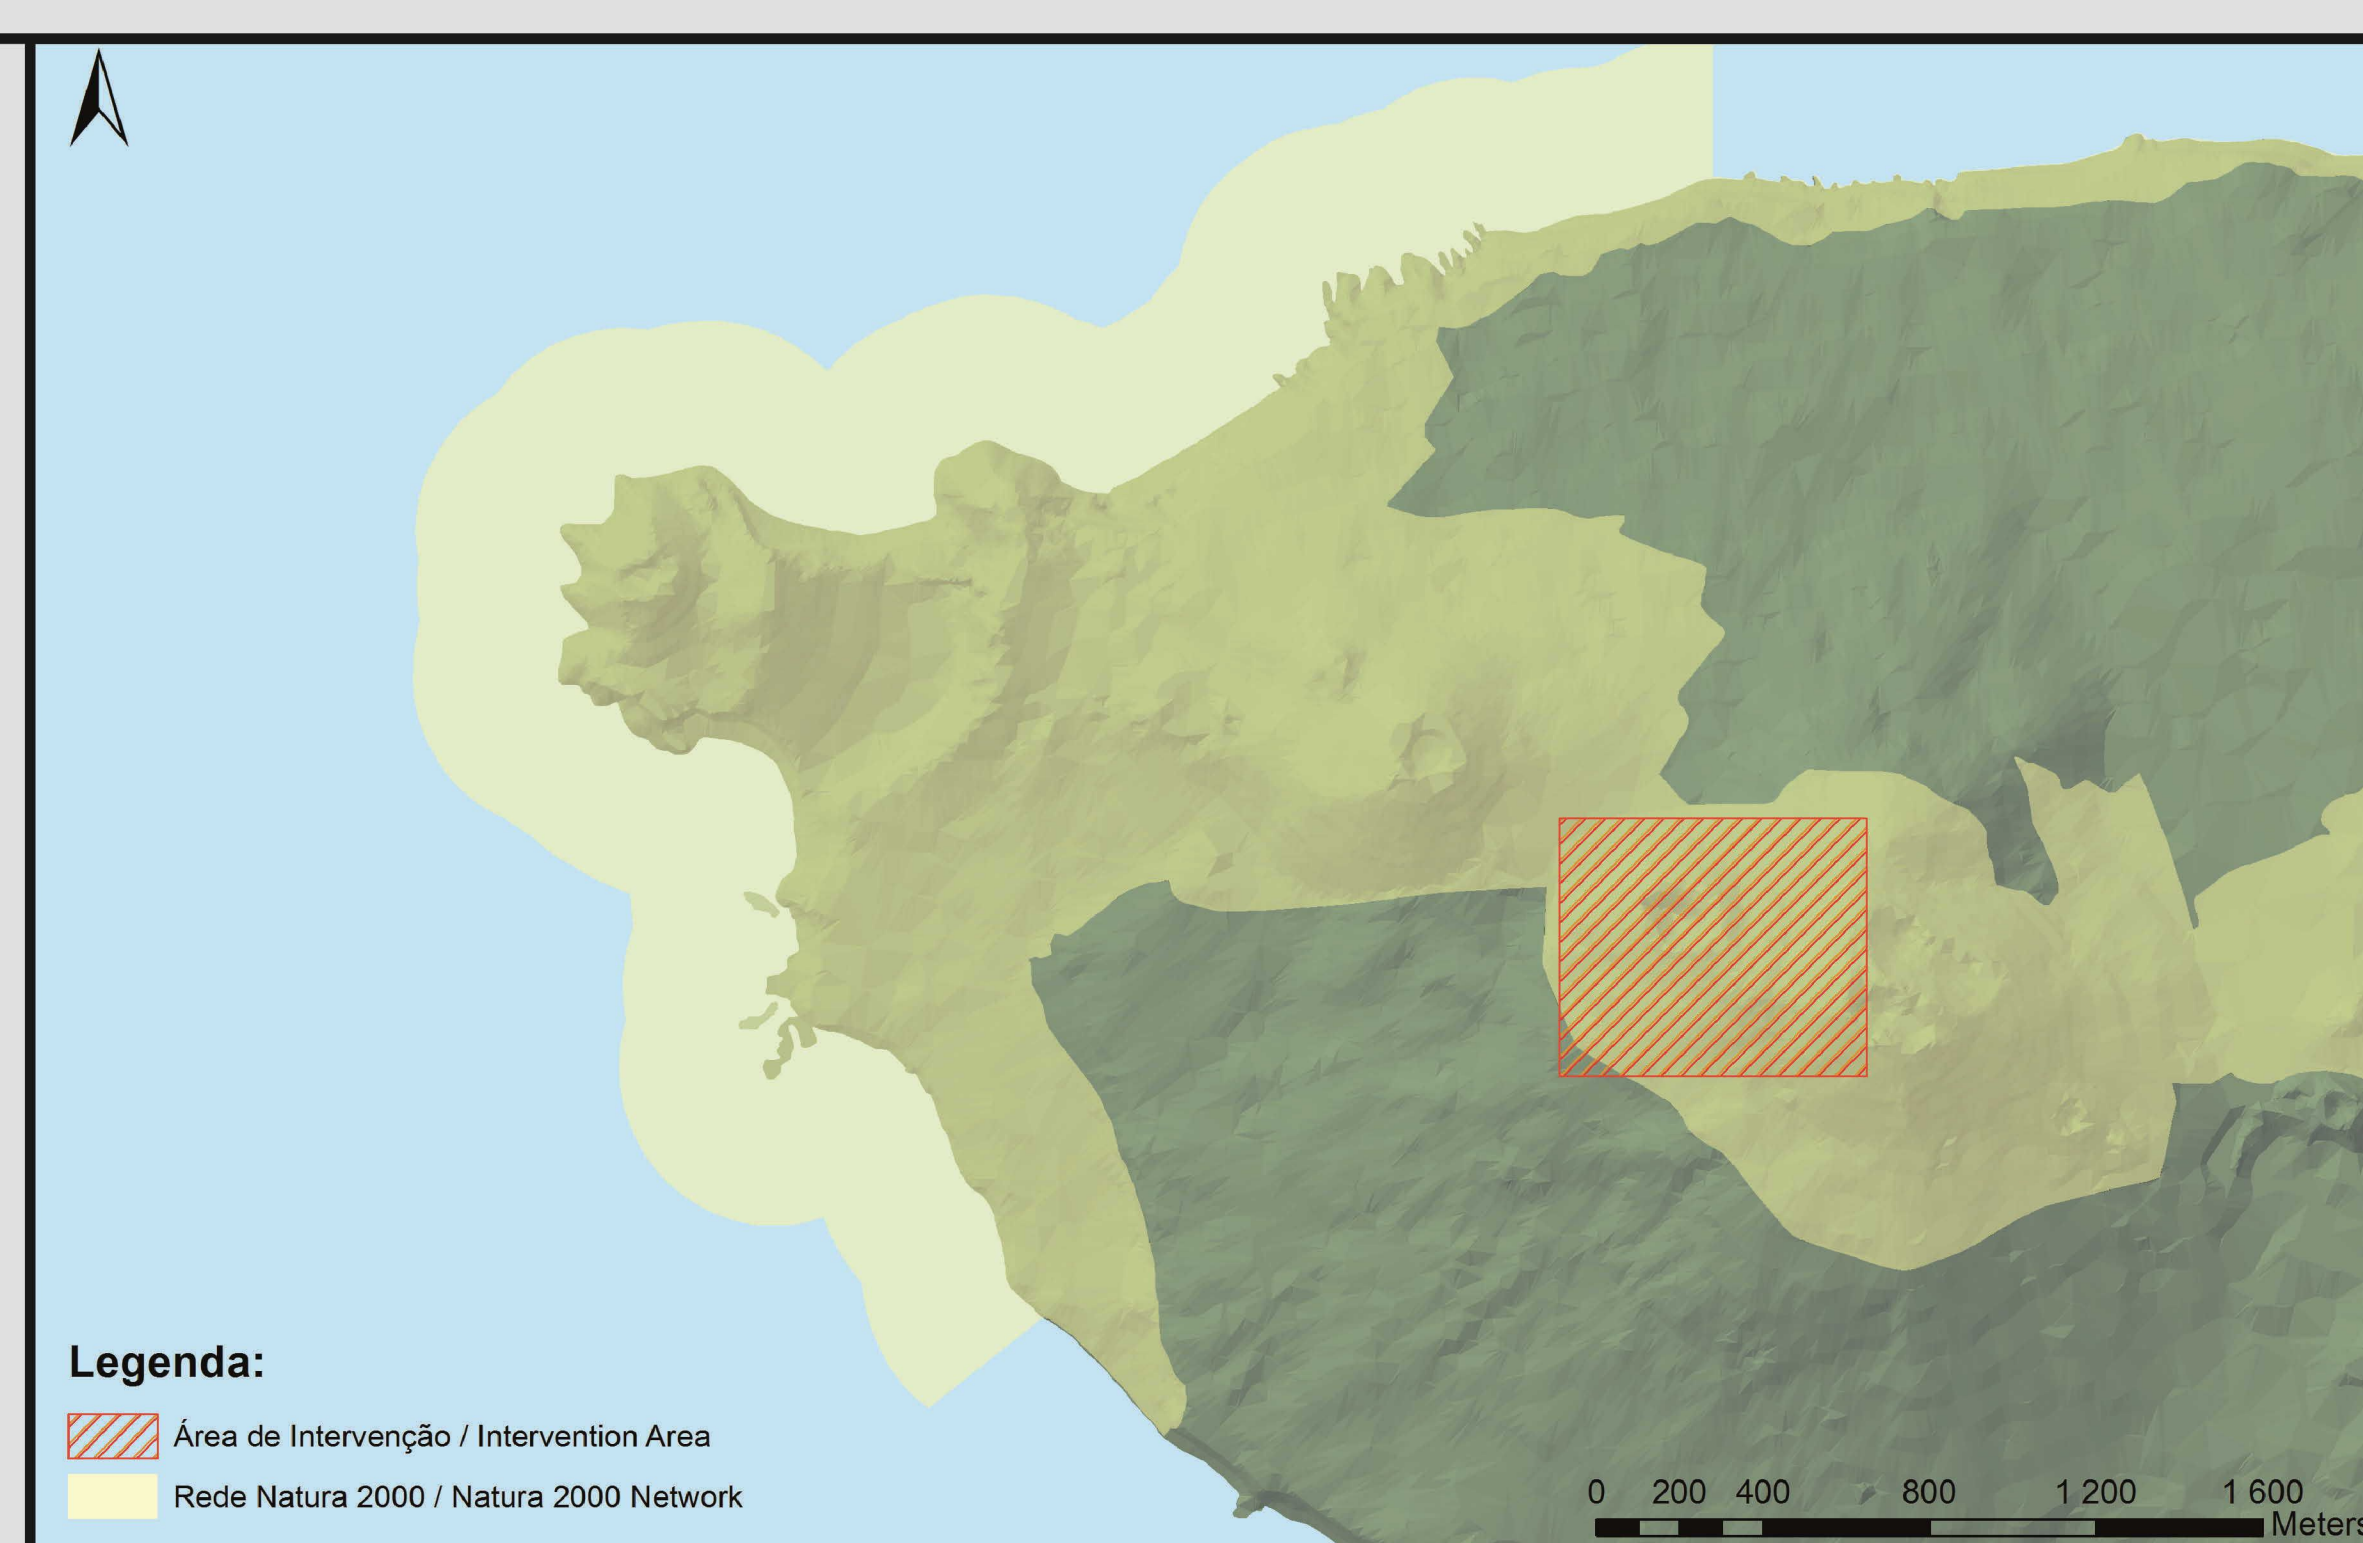 Legenda:
Área de Intervenção / Intervention Area
Rede Natura 2000 / Natura 2000 Network
0 200 400 800 1 200 1 600
Meters